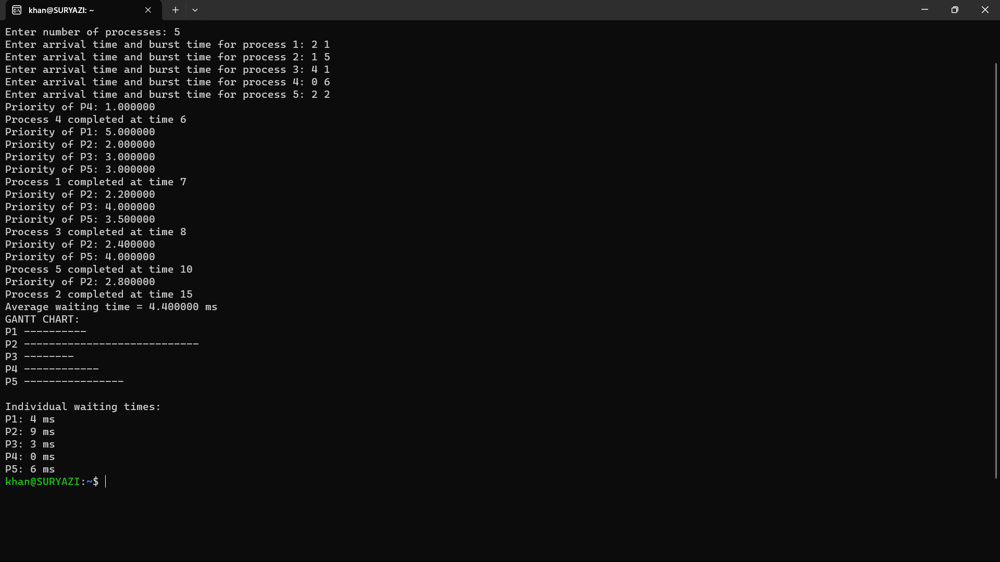 khan@SURYAZI: ~
Enter number of processes: 5
Enter arrival time and burst time for process 1: 2 1
Enter arrival time and burst time for process 2: 1 5
Enter arrival time and burst time for process 3: 4 1
Enter arrival time and burst time for process 4: 0 6
Enter arrival time and burst time for process 5: 2 2
Priority of P4: 1.000000
Process 4 completed at time 6
Priority of P1: 5.000000
Priority of P2: 2.000000
Priority of P3: 3.000000
Priority of P5: 3.000000
Process 1 completed at time 7
Priority of P2: 2.200000
Priority of P3: 4.000000
Priority of P5: 3.500000
Process 3 completed at time 8
Priority of P2: 2.400000
Priority of P5: 4.000000
Process 5 completed at time 10
Priority of P2: 2.800000
Process 2 completed at time 15
Average waiting time = 4.400000 ms
GANTT CHART:
P1 ----------
P2 ----------------------------
P3 --------
P4 ------------
P5 ----------------
Individual waiting times:
P1: 4 ms
P2: 9 ms
P3: 3 ms
P4: 0 ms
P5: 6 ms
khan@SURYAZI:~$